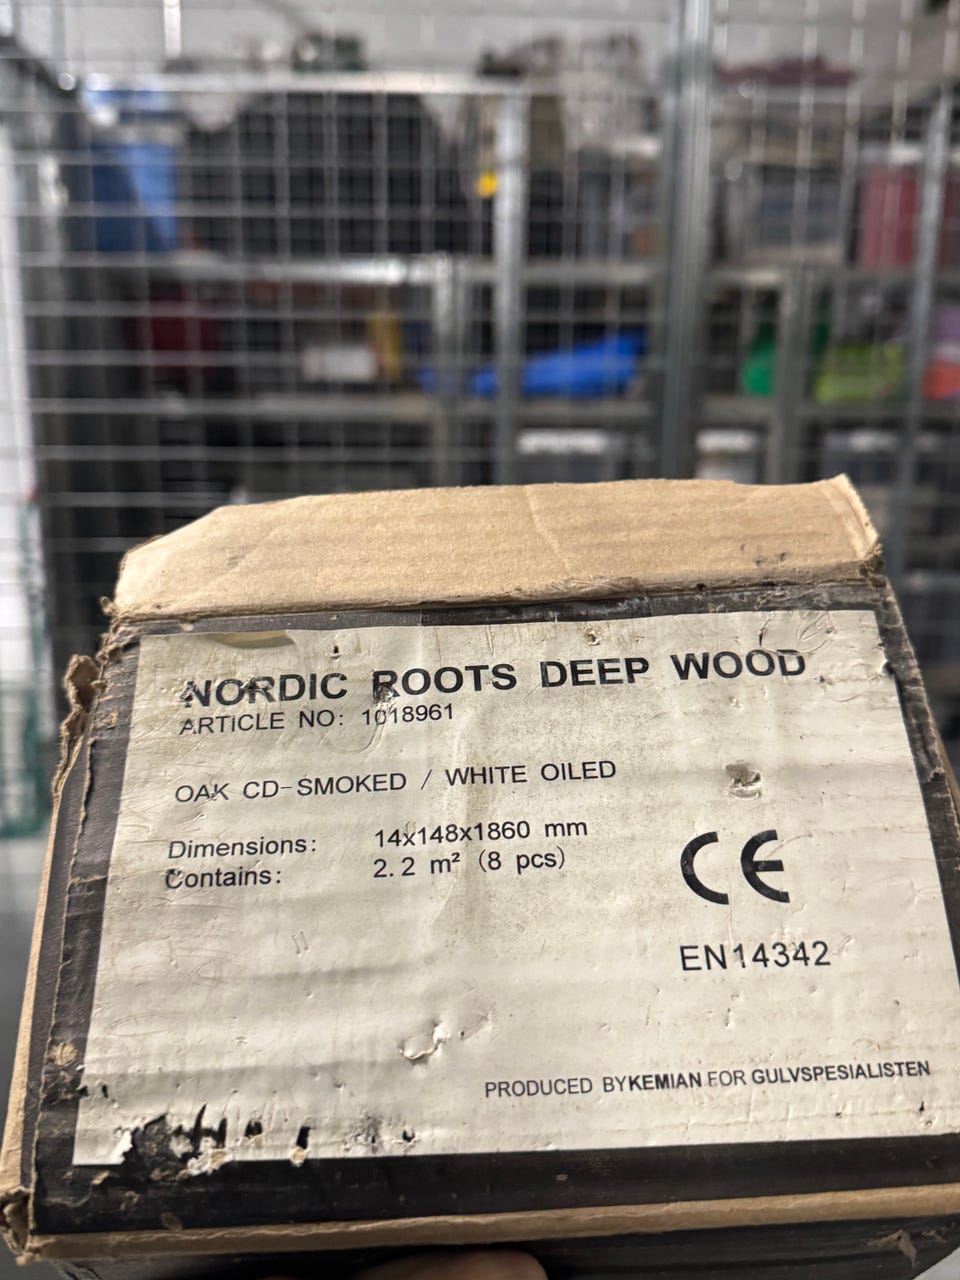 NORDIC ROOTS DEEP WOOD
ARTICLE NO: 1018961
OAK CD-SMOKED / WHITE OILED
Dimensions: 14x148x1860 mm
Contains: 2.2 m² (8 pcs)
CE
EN14342
PRODUCED BYKEMIAN FOR GULVSPESIALISTEN